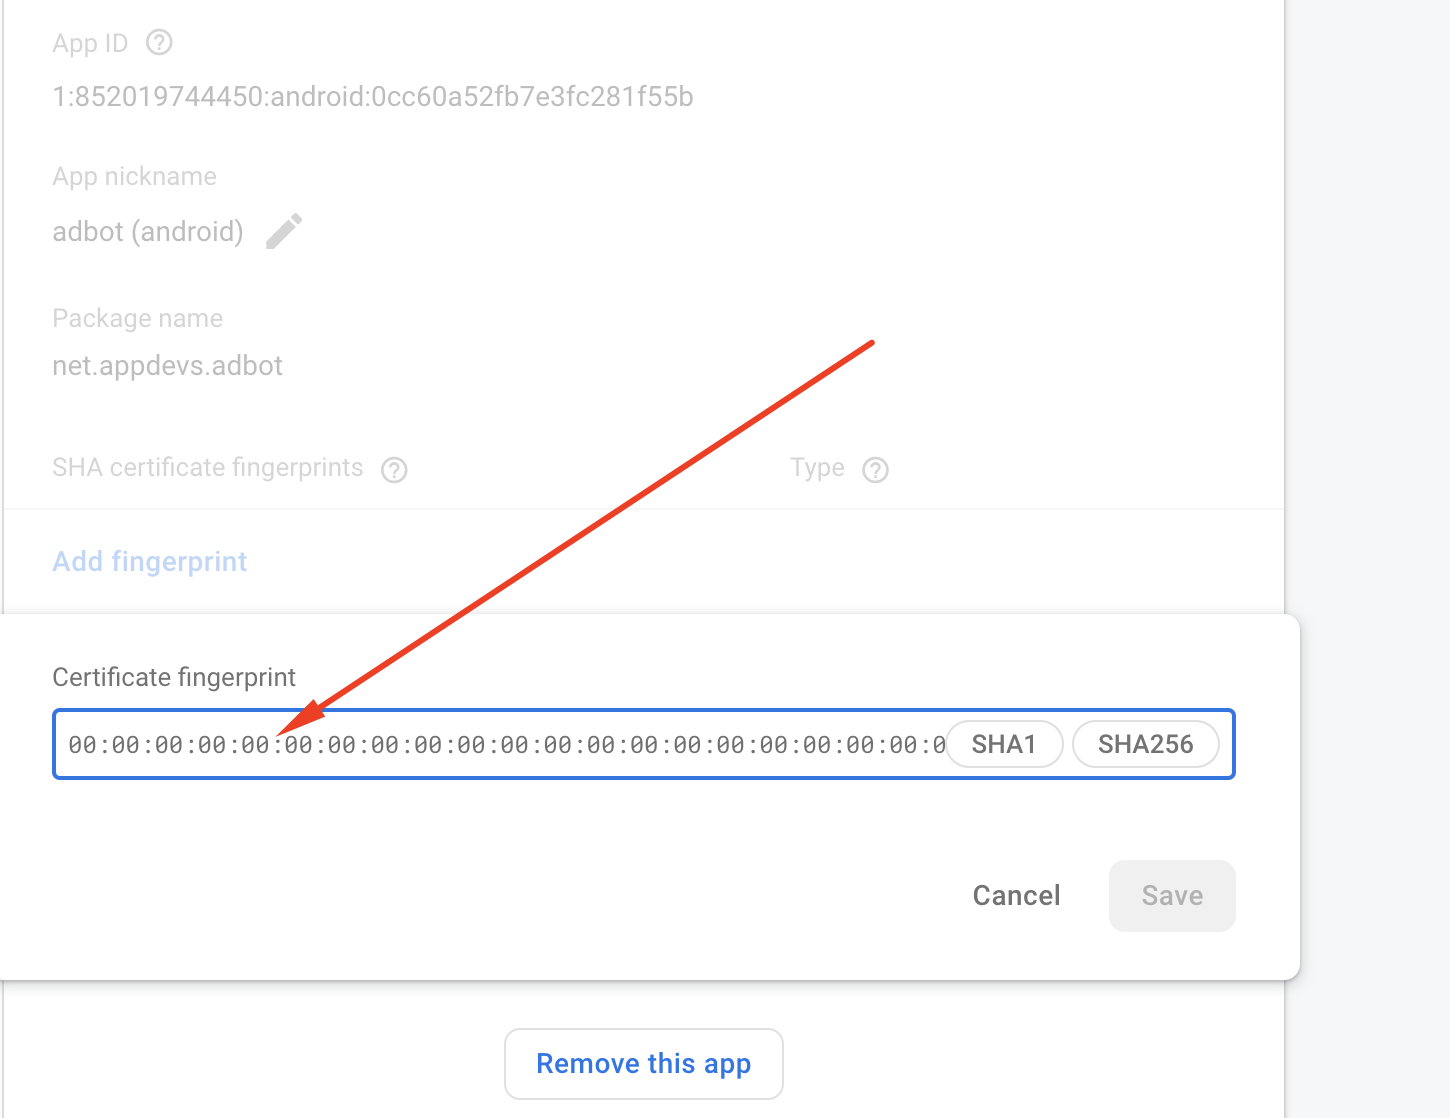 App ID
1:852019744450:android:0cc60a52fb7e3fc281f55b
App nickname
adbot (android)
Package name
net.appdevs.adbot
SHA certificate fingerprints Type
Add fingerprint
Certificate fingerprint
00:00:00:00:00:00:00:00:00:00:00:00:00:00:00:00:00:00:00:00:0 SHA1 SHA256
Cancel Save
Remove this app